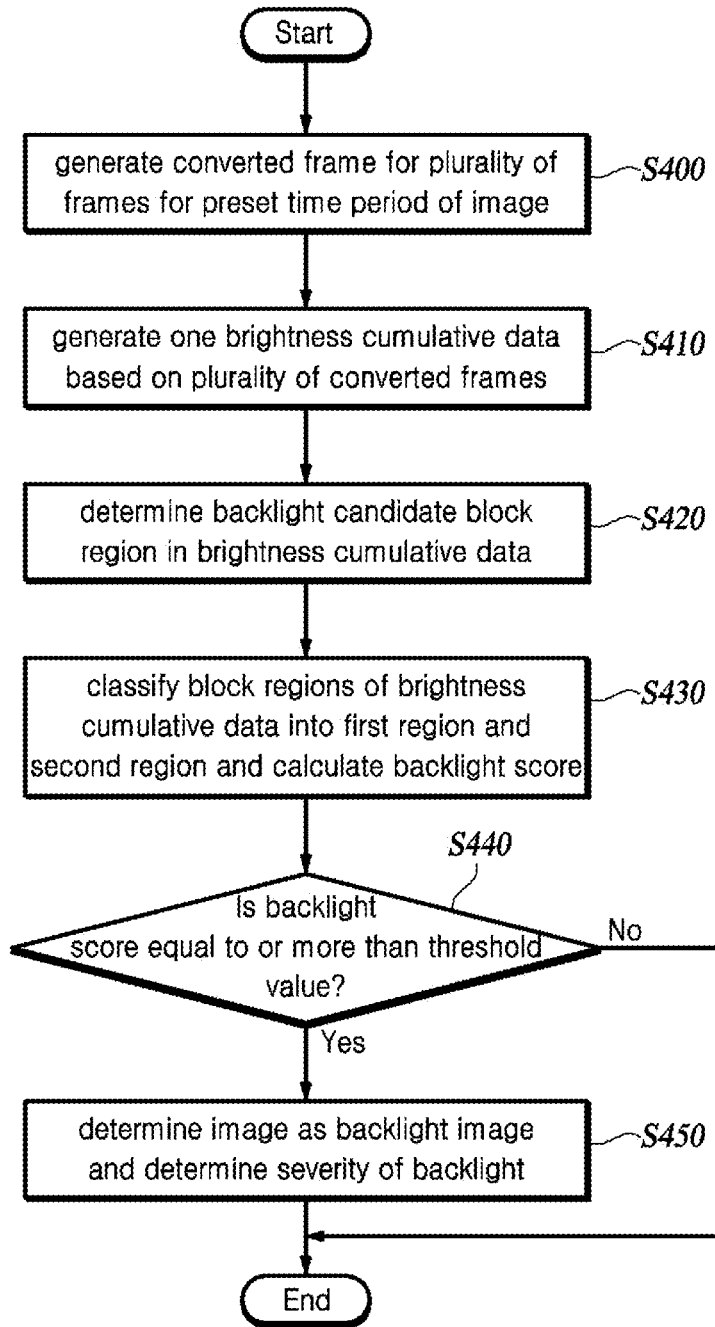 Start
generate converted frame for plurality of
frames for preset time period of image
S400
generate one brightness cumulative data
based on plurality of converted frames
S410
determine backlight candidate block
region in brightness cumulative data
S420
classify block regions of brightness
cumulative data into first region and
second region and calculate backlight score
S430
S440
Is backlight
score equal to or more than threshold
value?
No
Yes
determine image as backlight image
and determine severity of backlight
S450
End